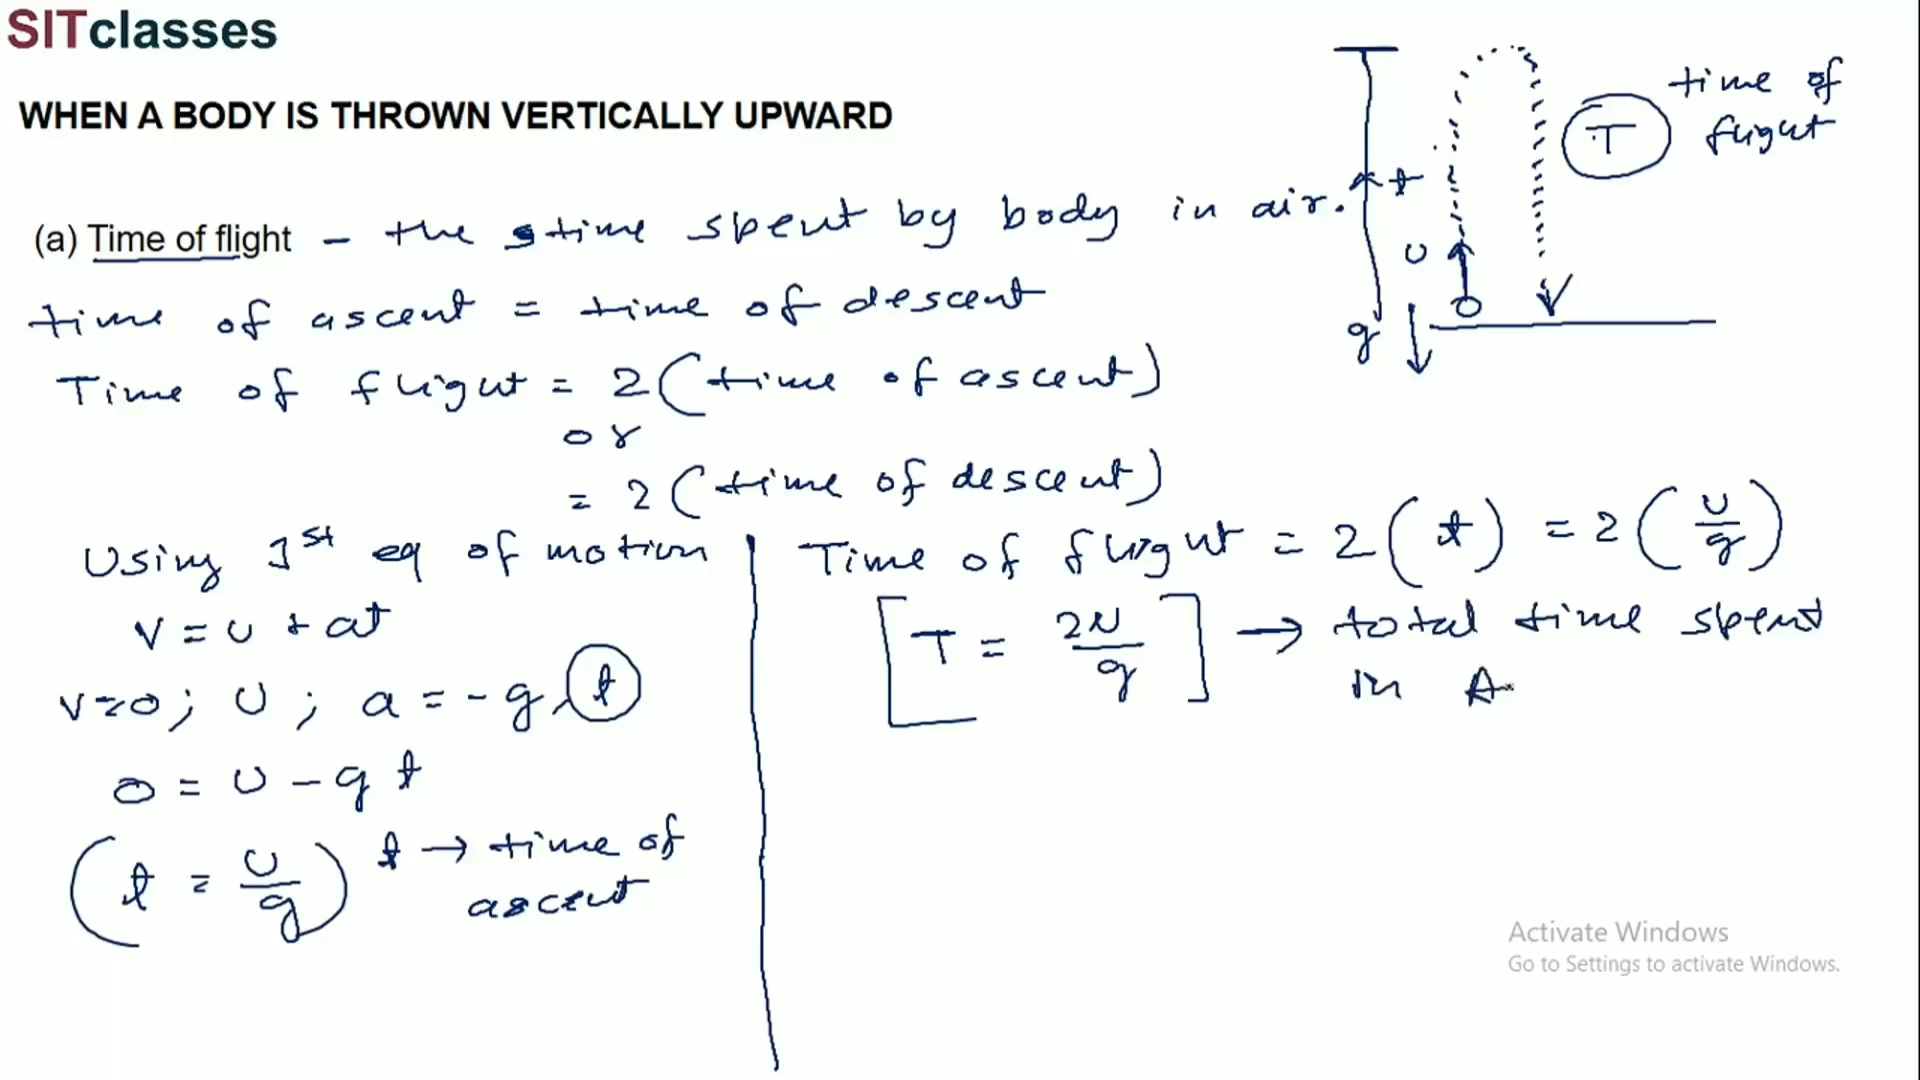 SITclasses
WHEN A BODY IS THROWN VERTICALLY UPWARD
time of
flight
T
(a) Time of flight – the time spent by body in air.
+
U
g
time of ascent = time of descent
Time of flight = 2 (time of ascent)
or
= 2 (time of descent)
Using 1st eq of motion
v = u + at
v=0; u; a = -g, t
0 = u - gt
(t = u/g) t → time of
ascent
Time of flight = 2 (t) = 2 (u/g)
[T = 2u/g] → total time spent
in A
Activate Windows
Go to Settings to activate Windows.